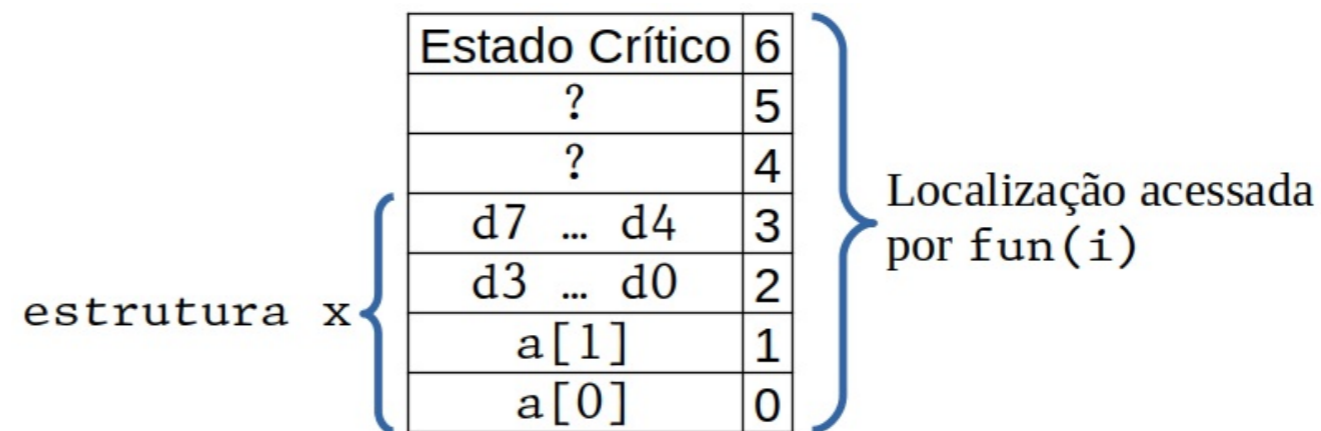 Estado Crítico 6
? 5
? 4
d7 … d4 3
d3 … d0 2
a[1] 1
a[0] 0
estrutura x
Localização acessada
por fun(i)